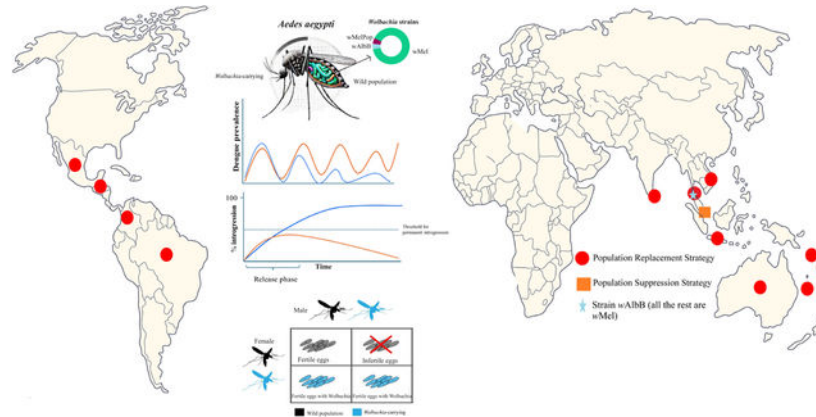 Aedes aegypti
Wolbachia strains
wMelPop
wAlbB
wMel
Wolbachia-carrying
Wild population
Dengue prevalence
100
% introgression
Threshold for
permanent introgression
Time
Release phase
Male
Female
Fertile eggs
Infertile eggs
Fertile eggs with Wolbachia
Fertile eggs with Wolbachia
Wild population
Wolbachia-carrying
Population Replacement Strategy
Population Suppression Strategy
Strain wAlbB (all the rest are
wMel)